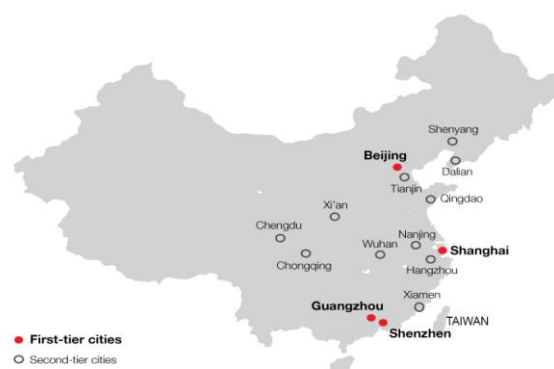 Shenyang
Beijing
Dalian
Tianjin
Qingdao
Xi'an
Chengdu
Nanjing
Wuhan
Shanghai
Chongqing
Hangzhou
Xiamen
Guangzhou
TAIWAN
Shenzhen
First-tier cities
Second-tier cities